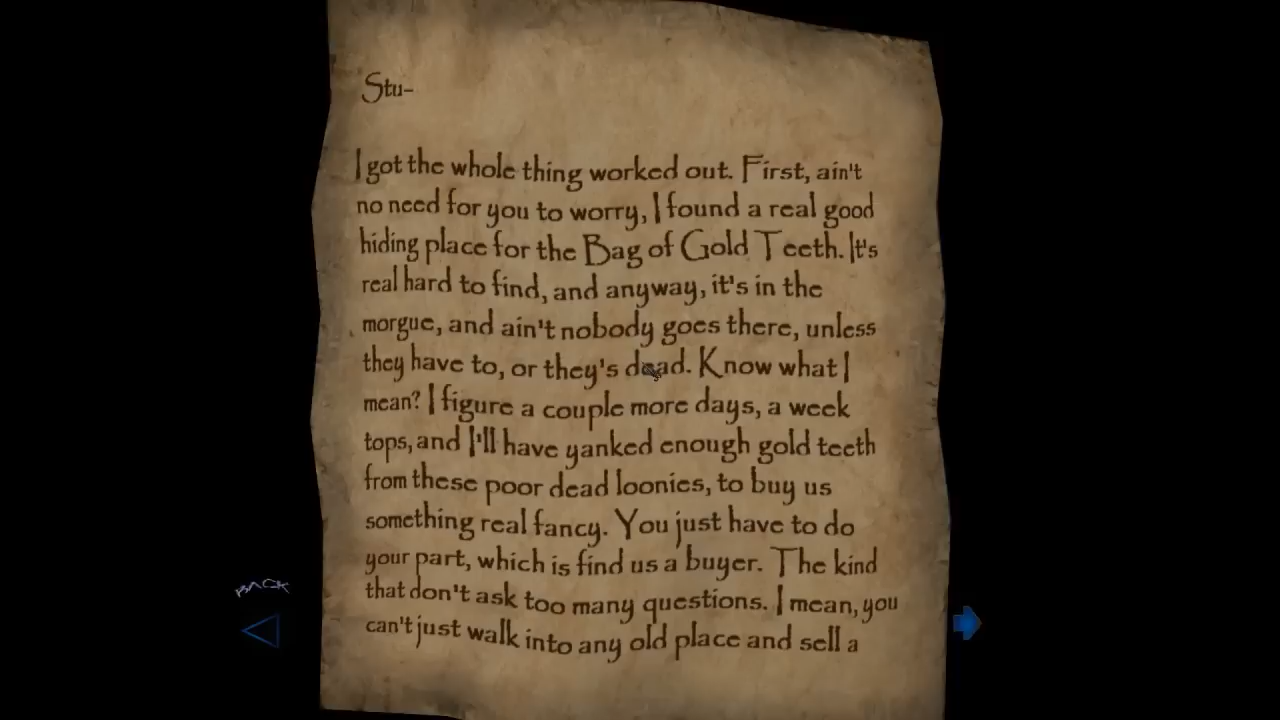 Stu-
I got the whole thing worked out. First, ain't
no need for you to worry, I found a real good
hiding place for the Bag of Gold Teeth. It's
real hard to find, and anyway, it's in the
morgue, and ain't nobody goes there, unless
they have to, or they's dead. Know what I
mean? I figure a couple more days, a week
tops, and I'll have yanked enough gold teeth
from these poor dead loonies, to buy us
something real fancy. You just have to do
your part, which is find us a buyer. The kind
that don't ask too many questions. I mean, you
can't just walk into any old place and sell a
BACK